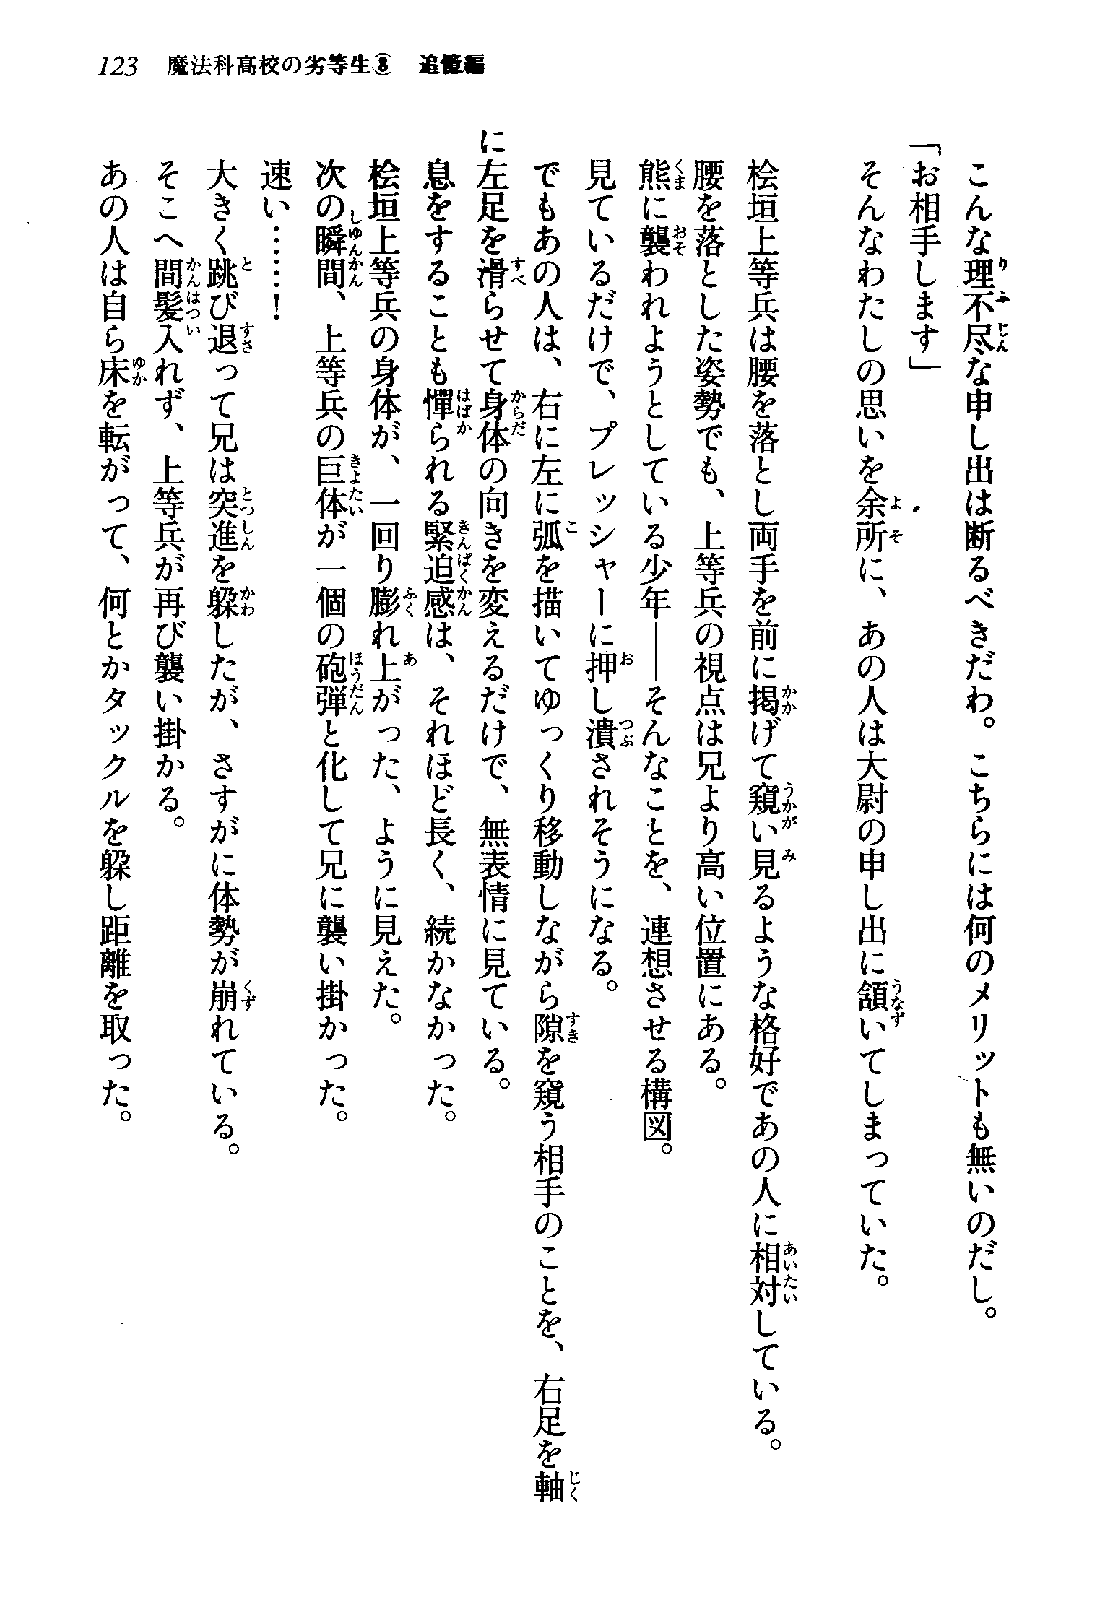 123 魔法科高校の劣等生⑧ 追憶編
こんな理不尽な申し出は断るべきだわ。こちらには何のメリットも無いのだし。
「お相手します」
そんなわたしの思いを余所に、あの人は大尉の申し出に頷いてしまっていた。
桧垣上等兵は腰を落とし両手を前に掲げて窺い見るような格好であの人に相対している。
腰を落とした姿勢でも、上等兵の視点は兄より高い位置にある。
熊に襲われようとしている少年――そんなことを、連想させる構図。
見ているだけで、プレッシャーに押し潰されそうになる。
でもあの人は、右に左に弧を描いてゆっくり移動しながら隙を窺う相手のことを、右足を軸
に左足を滑らせて身体の向きを変えるだけで、無表情に見ている。
息をすることも憚られる緊迫感は、それほど長く、続かなかった。
桧垣上等兵の身体が、一回り膨れ上がった、ように見えた。
次の瞬間、上等兵の巨体が一個の砲弾と化して兄に襲い掛かった。
速い……！
大きく跳び退って兄は突進を躱したが、さすがに体勢が崩れている。
そこへ間髪入れず、上等兵が再び襲い掛かる。
あの人は自ら床を転がって、何とかタックルを躱し距離を取った。